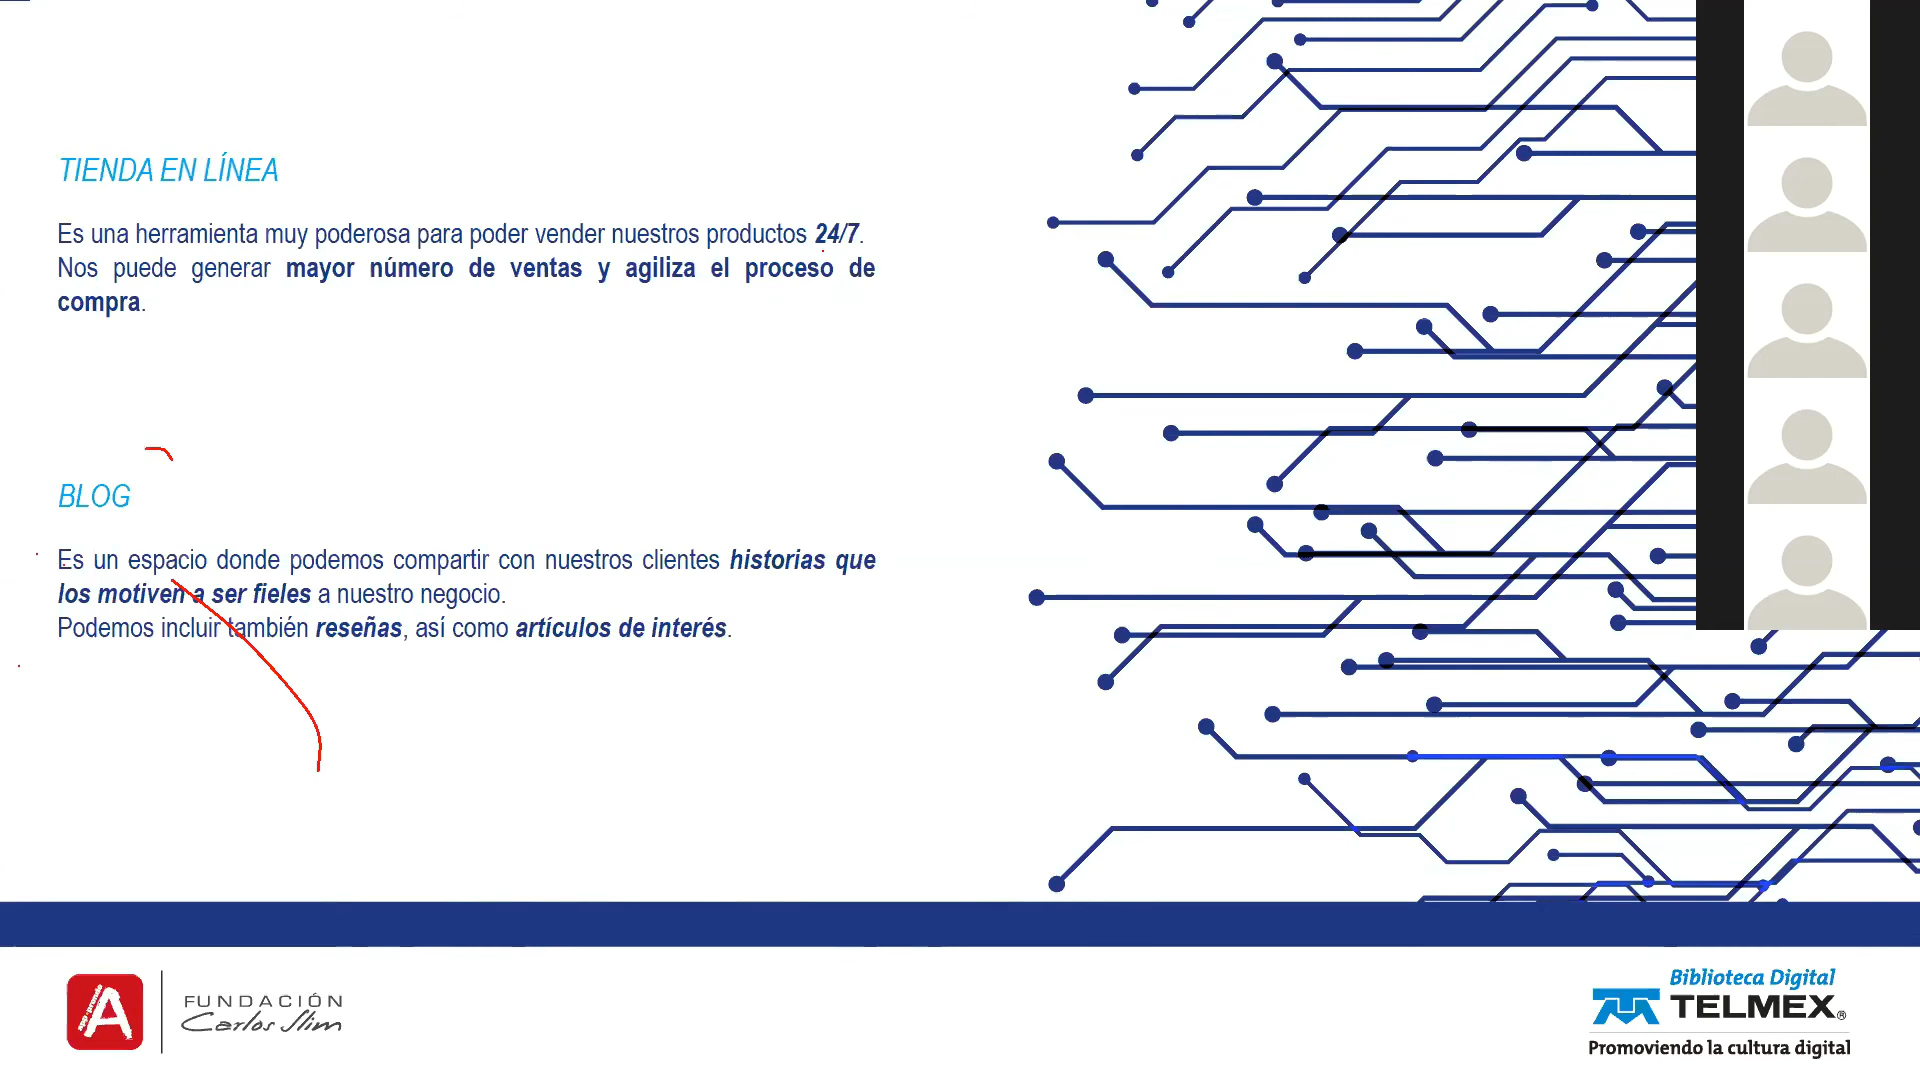 TIENDA EN LÍNEA
Es una herramienta muy poderosa para poder vender nuestros productos 24/7.
Nos puede generar mayor número de ventas y agiliza el proceso de
compra.
BLOG
Es un espacio donde podemos compartir con nuestros clientes historias que
los motiven a ser fieles a nuestro negocio.
Podemos incluir también reseñas, así como artículos de interés.
app·prende
A
FUNDACIÓN
Carlos Slim
Biblioteca Digital
TELMEX®
Promoviendo la cultura digital